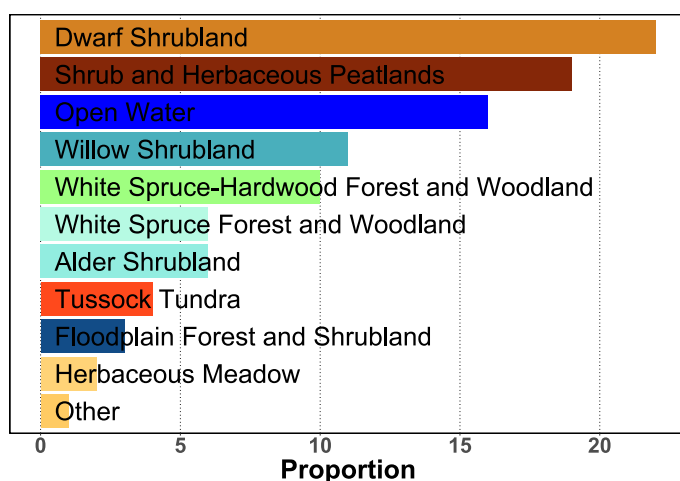 Dwarf Shrubland
Shrub and Herbaceous Peatlands
Open Water
Willow Shrubland
White Spruce-Hardwood Forest and Woodland
White Spruce Forest and Woodland
Alder Shrubland
Tussock Tundra
Floodplain Forest and Shrubland
Herbaceous Meadow
Other
0 5 10 15 20
Proportion